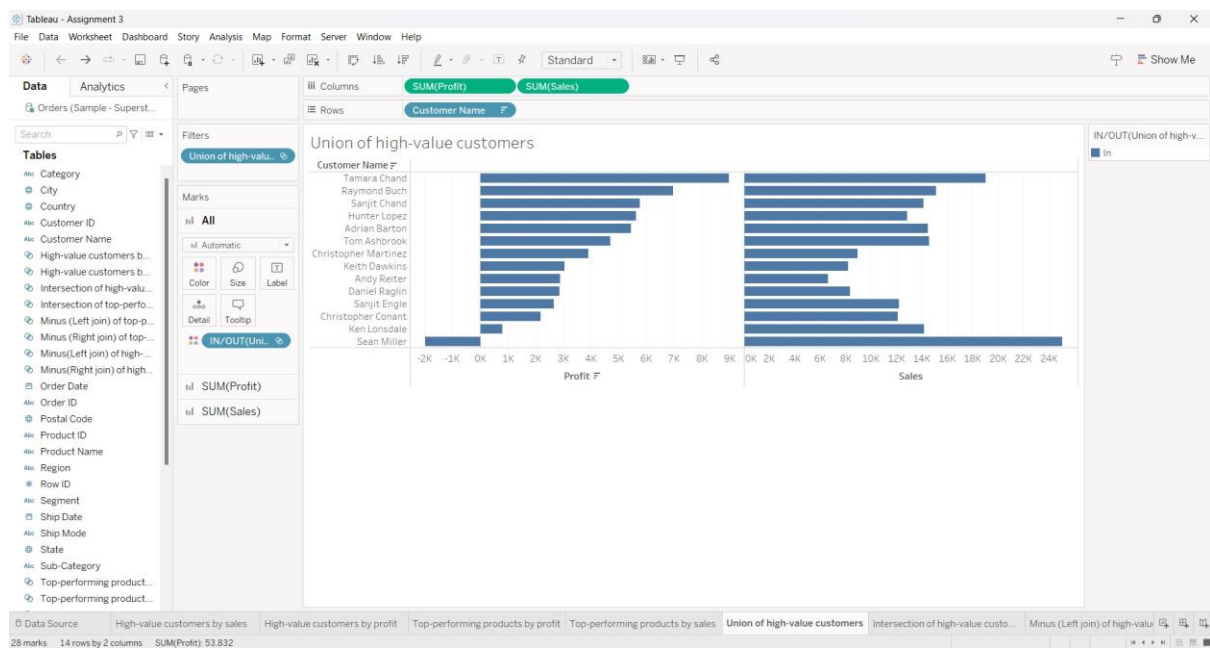 Tableau - Assignment 3
File Data Worksheet Dashboard Story Analysis Map Format Server Window Help
Standard
Show Me
Data Analytics
Orders (Sample - Superst...
Search
Tables
Abc Category
City
Country
Abc Customer ID
Abc Customer Name
High-value customers b...
High-value customers b...
Intersection of high-valu...
Intersection of top-perfo...
Minus (Left join) of top-p...
Minus (Right join) of top-...
Minus(Left join) of high-...
Minus(Right join) of high...
Order Date
Abc Order ID
Postal Code
Abc Product ID
Abc Product Name
Abc Region
# Row ID
Abc Segment
Ship Date
Abc Ship Mode
State
Abc Sub-Category
Top-performing product...
Top-performing product...
Pages
Filters
Union of high-valu..
Marks
All
Automatic
Color Size Label
Detail Tooltip
IN/OUT(Uni..
SUM(Profit)
SUM(Sales)
Columns SUM(Profit) SUM(Sales)
Rows Customer Name
Union of high-value customers
Customer Name
Tamara Chand
Raymond Buch
Sanjit Chand
Hunter Lopez
Adrian Barton
Tom Ashbrook
Christopher Martinez
Keith Dawkins
Andy Reiter
Daniel Raglin
Sanjit Engle
Christopher Conant
Ken Lonsdale
Sean Miller
-2K -1K 0K 1K 2K 3K 4K 5K 6K 7K 8K 9K 0K 2K 4K 6K 8K 10K 12K 14K 16K 18K 20K 22K 24K
Profit Sales
IN/OUT(Union of high-v...
In
Data Source High-value customers by sales High-value customers by profit Top-performing products by profit Top-performing products by sales Union of high-value customers Intersection of high-value custo... Minus (Left join) of high-valu
28 marks 14 rows by 2 columns SUM(Profit): 53.832